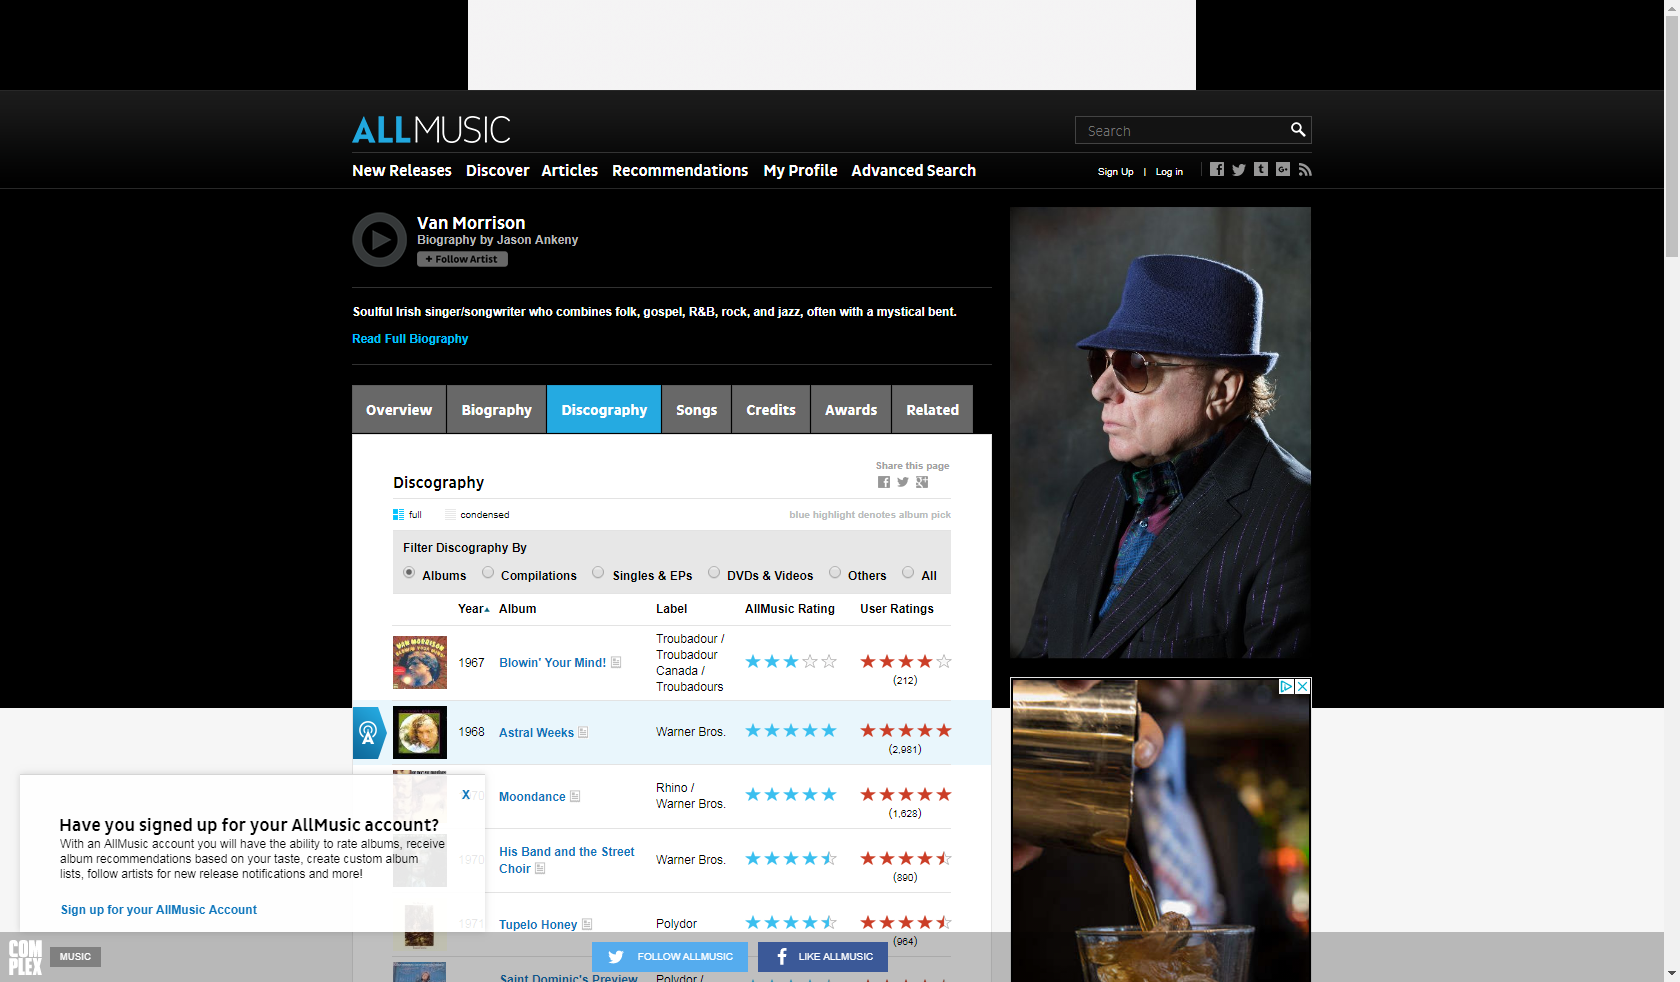 ALLMUSIC
Search
New Releases Discover Articles Recommendations My Profile Advanced Search
Sign Up | Log in
Van Morrison
Biography by Jason Ankeny
+ Follow Artist
Soulful Irish singer/songwriter who combines folk, gospel, R&B, rock, and jazz, often with a mystical bent.
Read Full Biography
Overview Biography Discography Songs Credits Awards Related
Share this page
Discography
full condensed blue highlight denotes album pick
Filter Discography By
Albums Compilations Singles & EPs DVDs & Videos Others All
Year Album Label AllMusic Rating User Ratings
VAN MORRISON
BLOWIN' YOUR MIND!
1967 Blowin' Your Mind!
Troubadour /
Troubadour
Canada /
Troubadours
(212)
1968 Astral Weeks Warner Bros.
(2,981)
1970 Moondance
Rhino /
Warner Bros.
(1,628)
1970 His Band and the Street
Choir
Warner Bros.
(890)
1971 Tupelo Honey Polydor
(964)
Saint Dominic's Preview Polydor /
X
Have you signed up for your AllMusic account?
With an AllMusic account you will have the ability to rate albums, receive
album recommendations based on your taste, create custom album
lists, follow artists for new release notifications and more!
Sign up for your AllMusic Account
COMPLEX
MUSIC
FOLLOW ALLMUSIC
LIKE ALLMUSIC